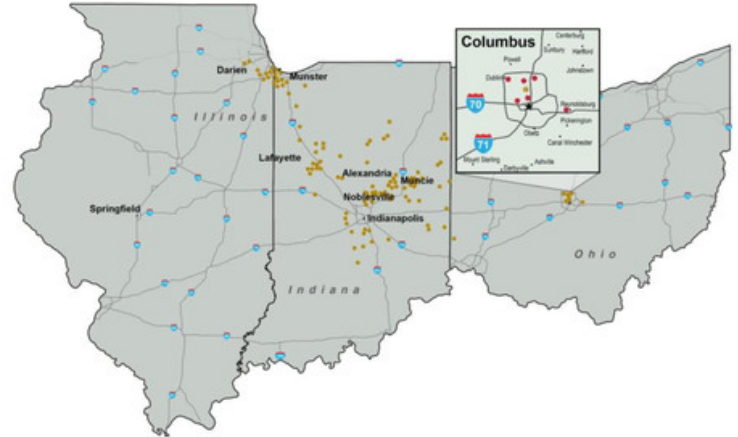 Columbus
Centerburg
Sunbury
Hartford
Powell
Johnstown
Dublin
70
Reynoldsburg
Pickerington
Obetz
71
Canal Winchester
Mount Sterling
Ashville
Derbyville
Darien
Munster
Illinois
Lafayette
Alexandria
Muncie
Noblesville
Springfield
Indianapolis
Ohio
Indiana